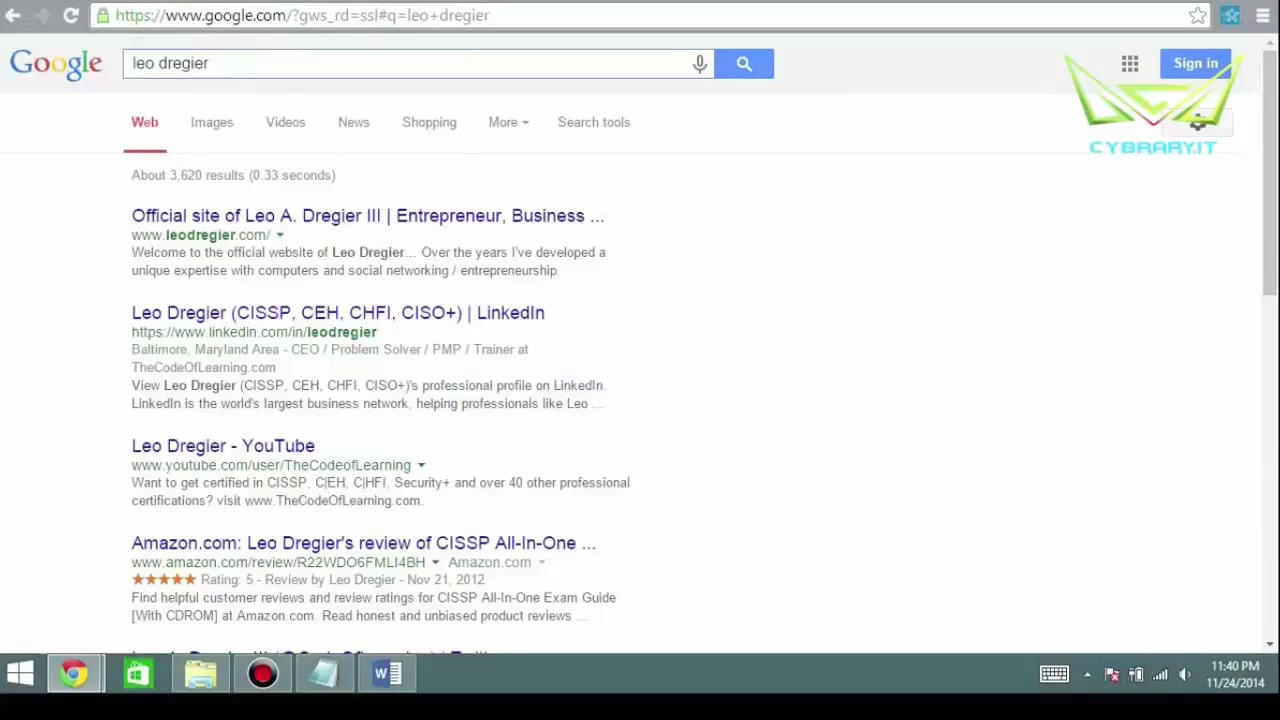 https://www.google.com/?gws_rd=ssl#q=leo+dregier
Google
leo dregier
Sign in
Web Images Videos News Shopping More Search tools
CYBRARY.IT
About 3,620 results (0.33 seconds)
Official site of Leo A. Dregier III | Entrepreneur, Business ...
www.leodregier.com/
Welcome to the official website of Leo Dregier... Over the years I've developed a
unique expertise with computers and social networking / entrepreneurship.
Leo Dregier (CISSP, CEH, CHFI, CISO+) | LinkedIn
https://www.linkedin.com/in/leodregier
Baltimore, Maryland Area - CEO / Problem Solver / PMP / Trainer at
TheCodeOfLearning.com
View Leo Dregier (CISSP, CEH, CHFI, CISO+)'s professional profile on LinkedIn.
LinkedIn is the world's largest business network, helping professionals like Leo ...
Leo Dregier - YouTube
www.youtube.com/user/TheCodeofLearning
Want to get certified in CISSP, C|EH, C|HFI, Security+ and over 40 other professional
certifications? visit www.TheCodeOfLearning.com.
Amazon.com: Leo Dregier's review of CISSP All-In-One ...
www.amazon.com/review/R22WDO6FMLI4BH Amazon.com
Rating: 5 - Review by Leo Dregier - Nov 21, 2012
Find helpful customer reviews and review ratings for CISSP All-In-One Exam Guide
[With CDROM] at Amazon.com. Read honest and unbiased product reviews ...
11:40 PM
11/24/2014